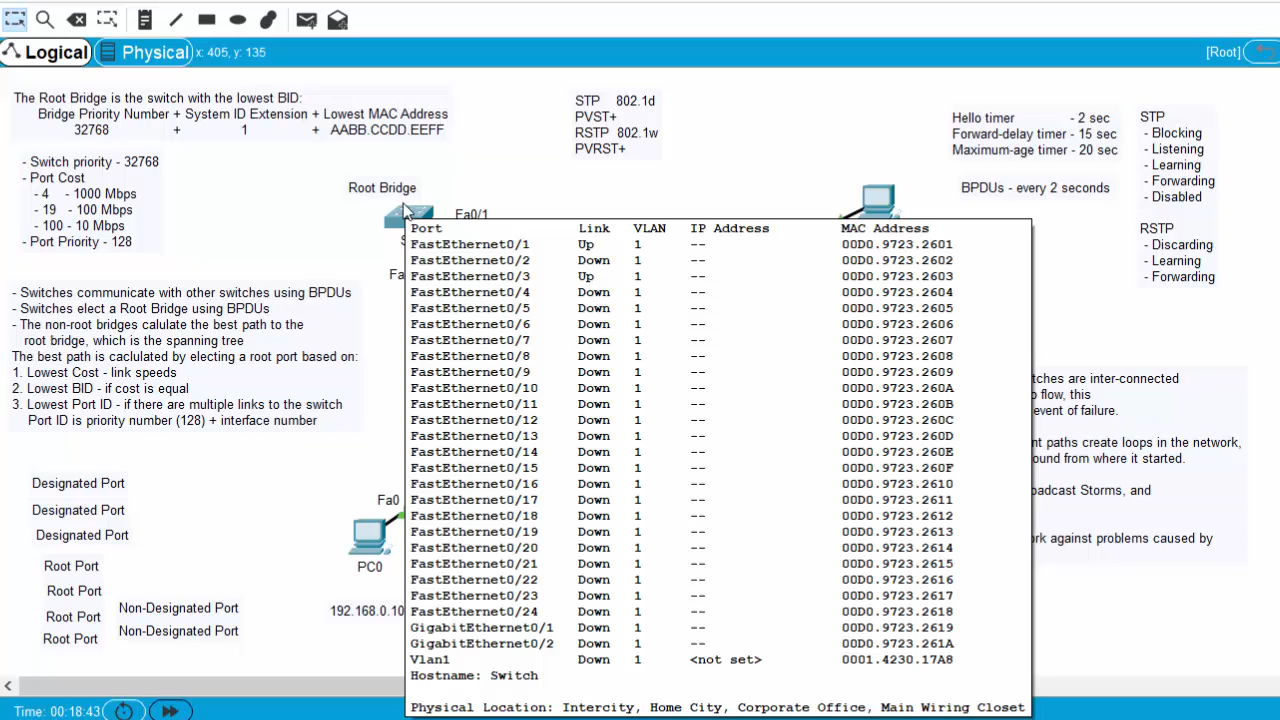 Logical Physical x: 405, y: 135 [Root]
The Root Bridge is the switch with the lowest BID:
Bridge Priority Number + System ID Extension + Lowest MAC Address
32768 + 1 + AABB.CCDD.EEFF
- Switch priority - 32768
- Port Cost
- 4 - 1000 Mbps
- 19 - 100 Mbps
- 100 - 10 Mbps
- Port Priority - 128
STP 802.1d
PVST+
RSTP 802.1w
PVRST+
Hello timer - 2 sec
Forward-delay timer - 15 sec
Maximum-age timer - 20 sec
BPDUs - every 2 seconds
STP
- Blocking
- Listening
- Learning
- Forwarding
- Disabled
RSTP
- Discarding
- Learning
- Forwarding
Root Bridge
Fa0/1
S
Fa
- Switches communicate with other switches using BPDUs
- Switches elect a Root Bridge using BPDUs
- The non-root bridges calulate the best path to the
root bridge, which is the spanning tree
The best path is caclulated by electing a root port based on:
1. Lowest Cost - link speeds
2. Lowest BID - if cost is equal
3. Lowest Port ID - if there are multiple links to the switch
Port ID is priority number (128) + interface number
Designated Port
Designated Port
Designated Port
Root Port
Root Port
Root Port
Root Port
Non-Designated Port
Non-Designated Port
Fa0
PC0
192.168.0.10
Port Link VLAN IP Address MAC Address
FastEthernet0/1 Up 1 -- 00D0.9723.2601
FastEthernet0/2 Down 1 -- 00D0.9723.2602
FastEthernet0/3 Up 1 -- 00D0.9723.2603
FastEthernet0/4 Down 1 -- 00D0.9723.2604
FastEthernet0/5 Down 1 -- 00D0.9723.2605
FastEthernet0/6 Down 1 -- 00D0.9723.2606
FastEthernet0/7 Down 1 -- 00D0.9723.2607
FastEthernet0/8 Down 1 -- 00D0.9723.2608
FastEthernet0/9 Down 1 -- 00D0.9723.2609
FastEthernet0/10 Down 1 -- 00D0.9723.260A
FastEthernet0/11 Down 1 -- 00D0.9723.260B
FastEthernet0/12 Down 1 -- 00D0.9723.260C
FastEthernet0/13 Down 1 -- 00D0.9723.260D
FastEthernet0/14 Down 1 -- 00D0.9723.260E
FastEthernet0/15 Down 1 -- 00D0.9723.260F
FastEthernet0/16 Down 1 -- 00D0.9723.2610
FastEthernet0/17 Down 1 -- 00D0.9723.2611
FastEthernet0/18 Down 1 -- 00D0.9723.2612
FastEthernet0/19 Down 1 -- 00D0.9723.2613
FastEthernet0/20 Down 1 -- 00D0.9723.2614
FastEthernet0/21 Down 1 -- 00D0.9723.2615
FastEthernet0/22 Down 1 -- 00D0.9723.2616
FastEthernet0/23 Down 1 -- 00D0.9723.2617
FastEthernet0/24 Down 1 -- 00D0.9723.2618
GigabitEthernet0/1 Down 1 -- 00D0.9723.2619
GigabitEthernet0/2 Down 1 -- 00D0.9723.261A
Vlan1 Down 1 <not set> 0001.4230.17A8
Hostname: Switch
Physical Location: Intercity, Home City, Corporate Office, Main Wiring Closet
tches are inter-connected
flow, this
event of failure.
nt paths create loops in the network,
ound from where it started.
adcast Storms, and
rk against problems caused by
Time: 00:18:43